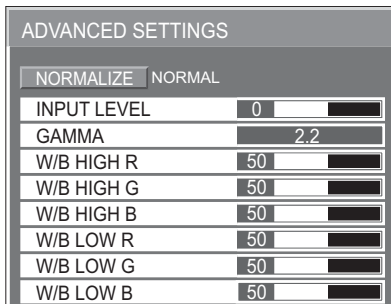 ADVANCED SETTINGS
NORMALIZE NORMAL
INPUT LEVEL 0
GAMMA 2.2
W/B HIGH R 50
W/B HIGH G 50
W/B HIGH B 50
W/B LOW R 50
W/B LOW G 50
W/B LOW B 50